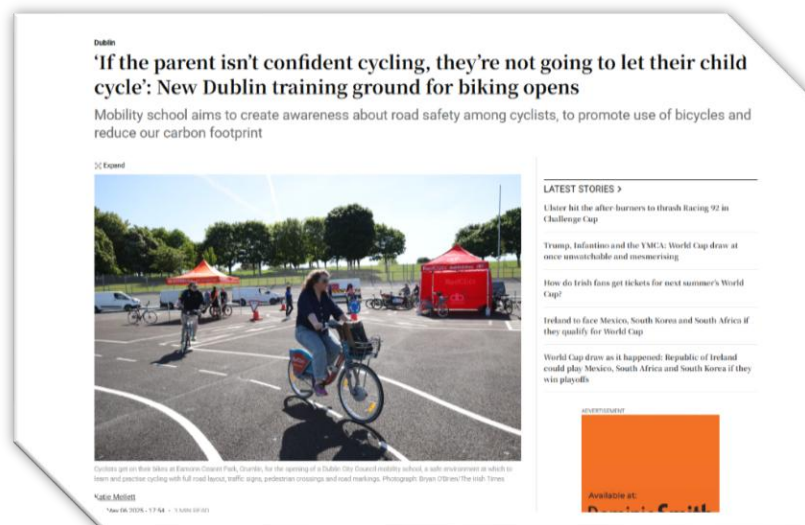 Dublin
‘If the parent isn’t confident cycling, they’re not going to let their child
cycle’: New Dublin training ground for biking opens
Mobility school aims to create awareness about road safety among cyclists, to promote use of bicycles and
reduce our carbon footprint
Expand
Cyclists get on their bikes at Eamonn Ceannt Park, Crumlin, for the opening of a Dublin City Council mobility school, a safe environment at which to
learn and practise cycling with full road layout, traffic signs, pedestrian crossings and road markings. Photograph: Bryan O’Brien/The Irish Times
Katie Mellett
LATEST STORIES >
Ulster hit the after-burners to thrash Racing 92 in
Challenge Cup
Trump, Infantino and the YMCA: World Cup draw at
once unwatchable and mesmerising
How do Irish fans get tickets for next summer’s World
Cup?
Ireland to face Mexico, South Korea and South Africa if
they qualify for World Cup
World Cup draw as it happened: Republic of Ireland
could play Mexico, South Africa and South Korea if they
win playoffs
ADVERTISEMENT
Available at: